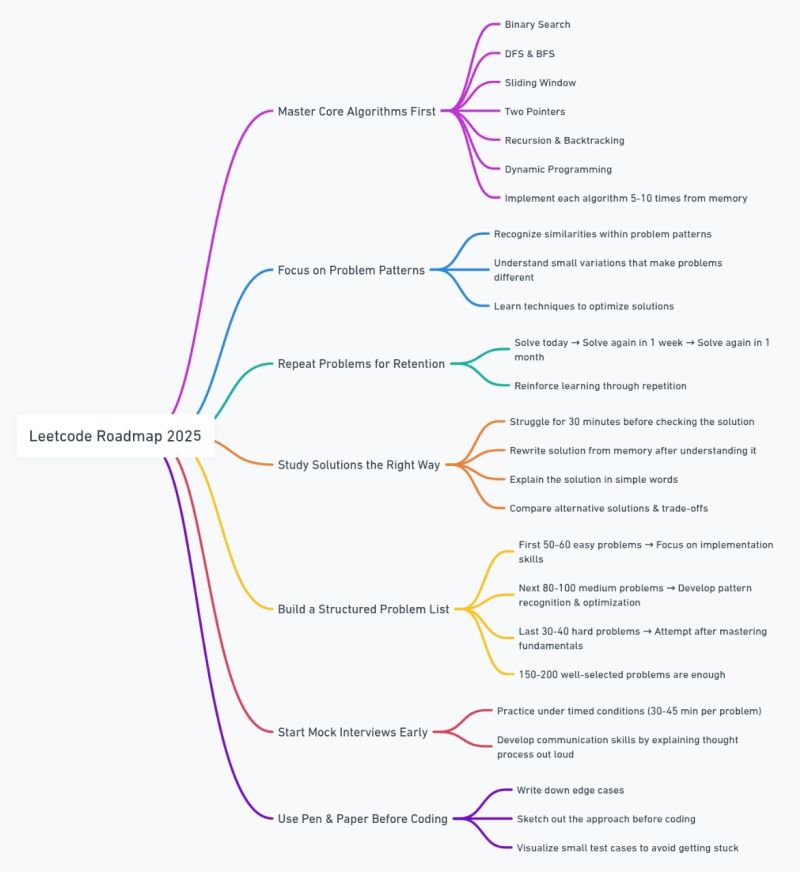 Leetcode Roadmap 2025
Master Core Algorithms First
Binary Search
DFS & BFS
Sliding Window
Two Pointers
Recursion & Backtracking
Dynamic Programming
Implement each algorithm 5-10 times from memory
Focus on Problem Patterns
Recognize similarities within problem patterns
Understand small variations that make problems
different
Learn techniques to optimize solutions
Repeat Problems for Retention
Solve today → Solve again in 1 week → Solve again in 1
month
Reinforce learning through repetition
Study Solutions the Right Way
Struggle for 30 minutes before checking the solution
Rewrite solution from memory after understanding it
Explain the solution in simple words
Compare alternative solutions & trade-offs
Build a Structured Problem List
First 50-60 easy problems → Focus on implementation
skills
Next 80-100 medium problems → Develop pattern
recognition & optimization
Last 30-40 hard problems → Attempt after mastering
fundamentals
150-200 well-selected problems are enough
Start Mock Interviews Early
Practice under timed conditions (30-45 min per problem)
Develop communication skills by explaining thought
process out loud
Use Pen & Paper Before Coding
Write down edge cases
Sketch out the approach before coding
Visualize small test cases to avoid getting stuck